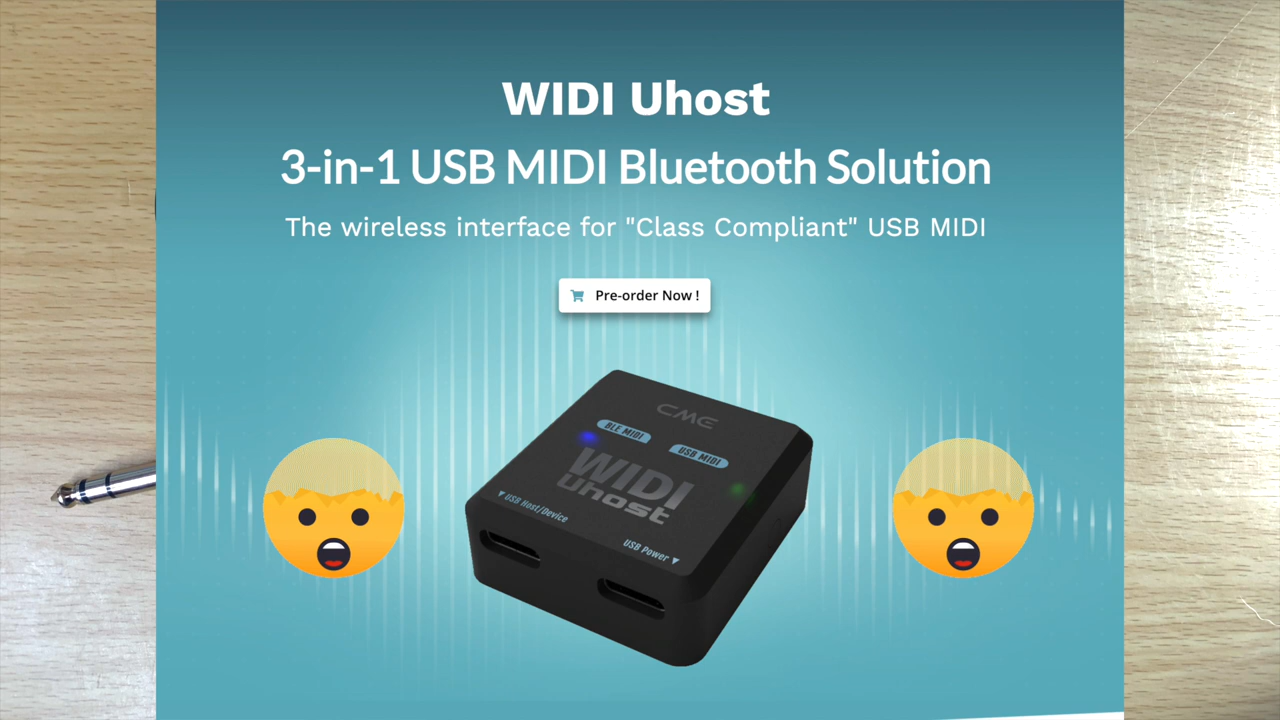 WIDI Uhost
3-in-1 USB MIDI Bluetooth Solution
The wireless interface for "Class Compliant" USB MIDI
Pre-order Now !
CME
BLE MIDI
USB MIDI
WIDI
Uhost
▼ USB Host/Device
USB Power ▼